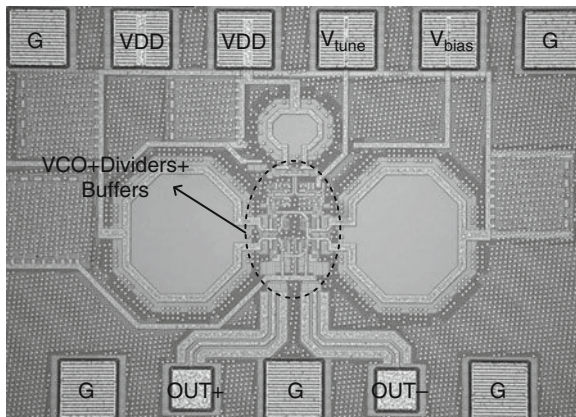 G
VDD
VDD
Vtune
Vbias
G
VCO+Dividers+
Buffers
G
OUT+
G
OUT−
G